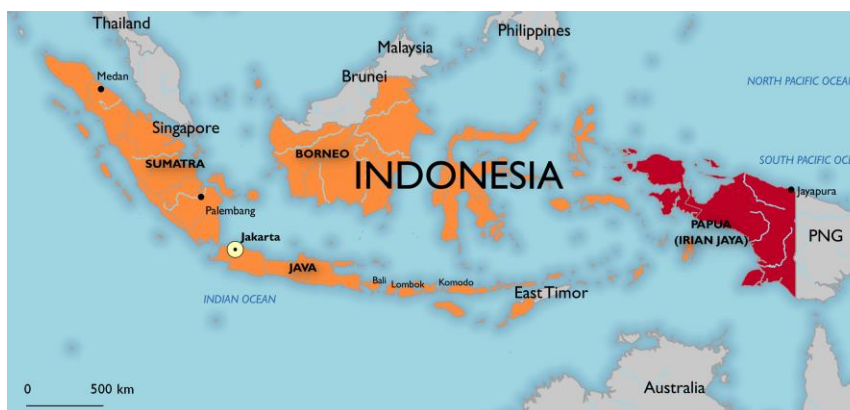 Thailand
Philippines
Malaysia
Brunei
Medan
NORTH PACIFIC OCEAN
Singapore
SUMATRA
BORNEO
INDONESIA
SOUTH PACIFIC OCE
Jayapura
Palembang
PAPUA
(IRIAN JAYA)
PNG
Jakarta
JAVA
Bali
Lombok
Komodo
East Timor
INDIAN OCEAN
Australia
0
500 km